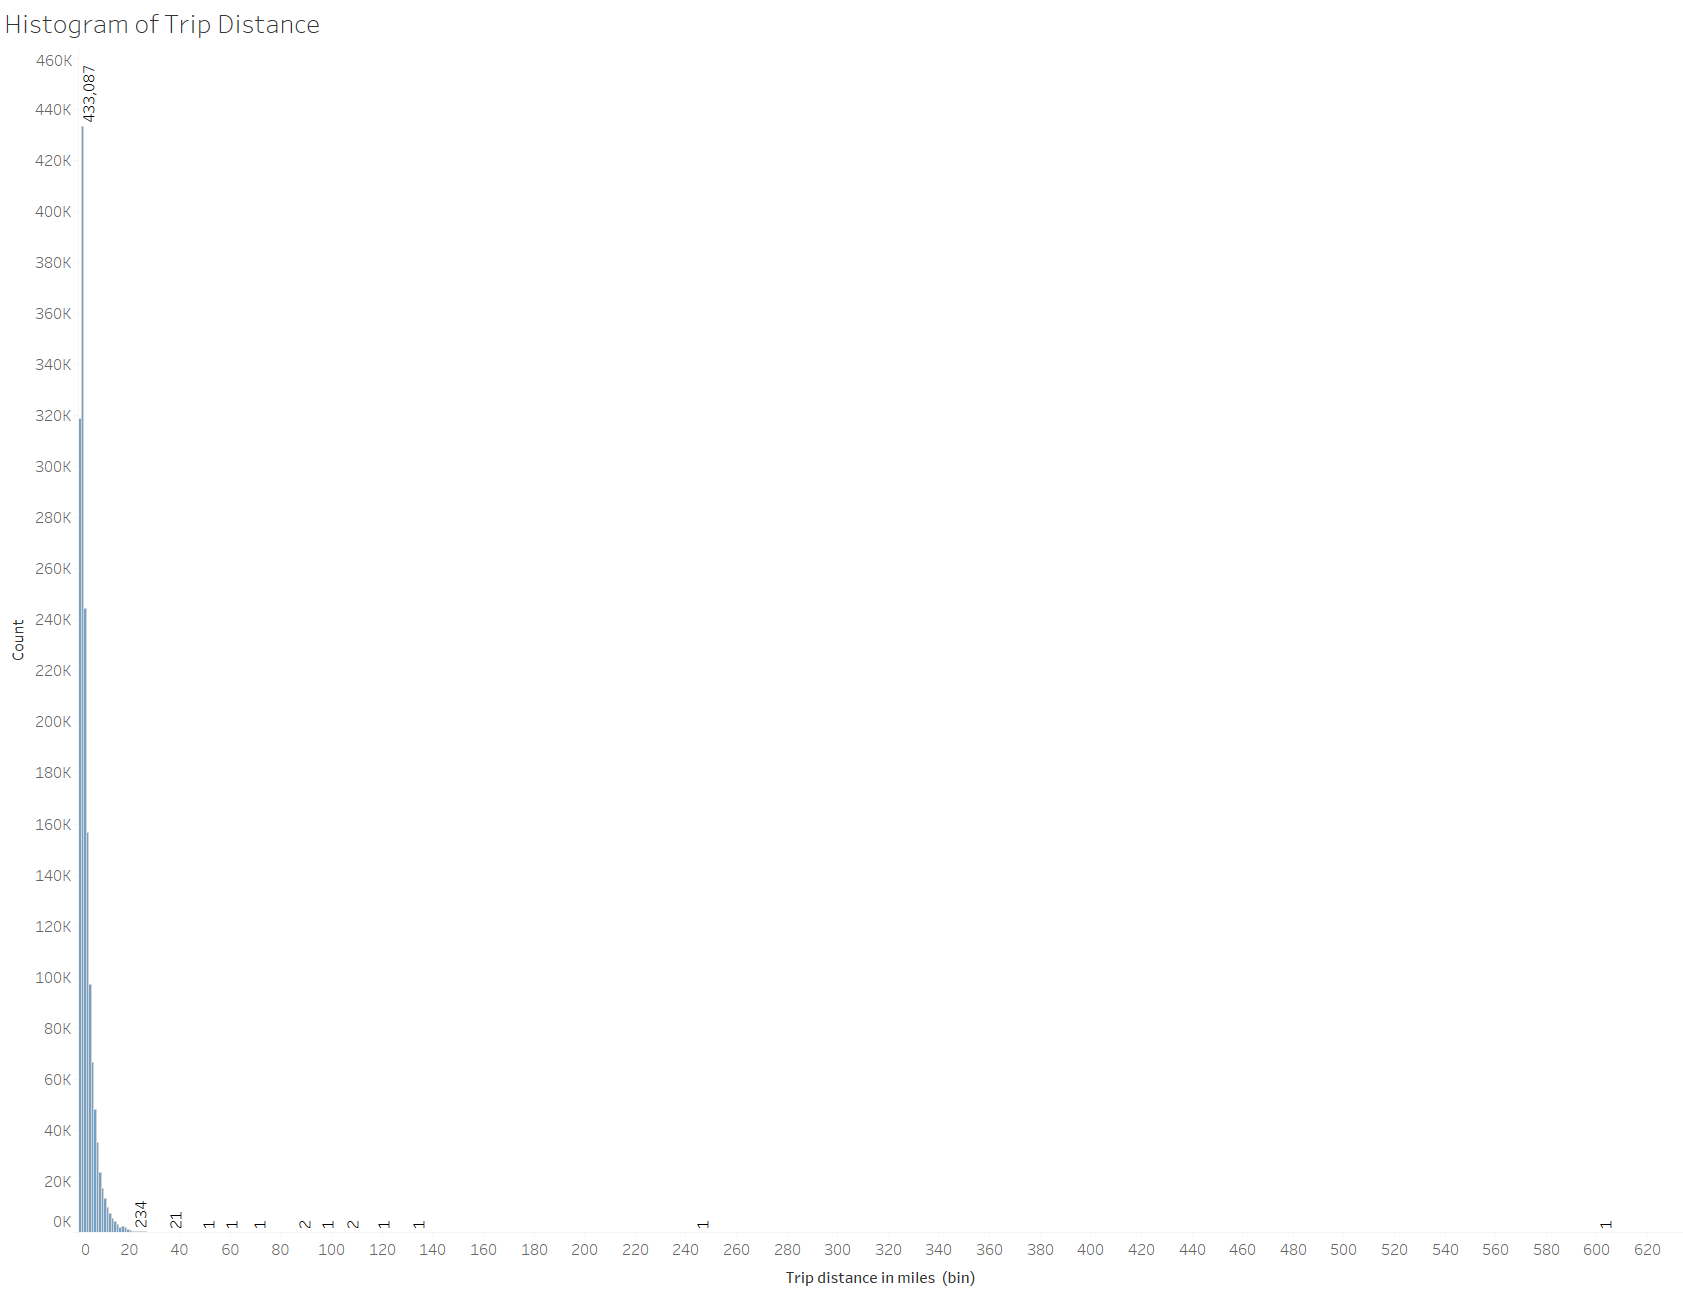 Histogram of Trip Distance
460K
440K
420K
400K
380K
360K
340K
320K
300K
280K
260K
240K
220K
200K
180K
160K
140K
120K
100K
80K
60K
40K
20K
0K
Count
433,087
234
21
1
1
1
2
1
2
1
1
1
1
0 20 40 60 80 100 120 140 160 180 200 220 240 260 280 300 320 340 360 380 400 420 440 460 480 500 520 540 560 580 600 620
Trip distance in miles (bin)